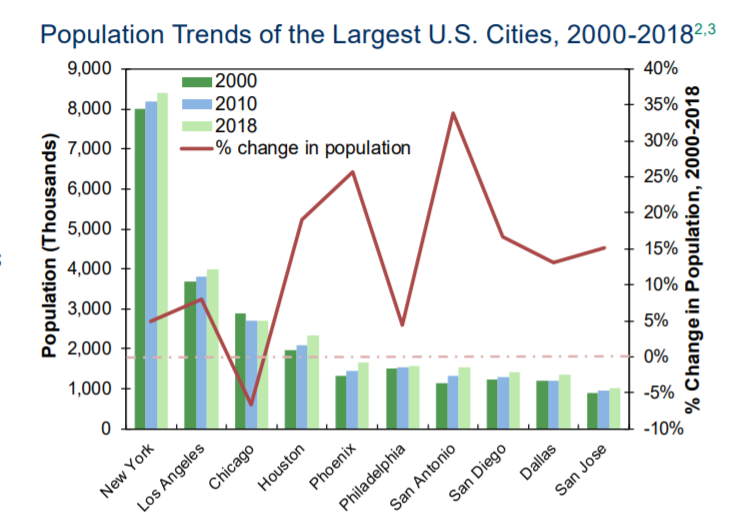 Population Trends of the Largest U.S. Cities, 2000-20182,3
9,000
8,000
7,000
6,000
5,000
4,000
3,000
2,000
1,000
0
Population (Thousands)
2000
2010
2018
% change in population
40%
35%
30%
25%
20%
15%
10%
5%
0%
-5%
-10%
% Change in Population, 2000-2018
New York
Los Angeles
Chicago
Houston
Phoenix
Philadelphia
San Antonio
San Diego
Dallas
San Jose